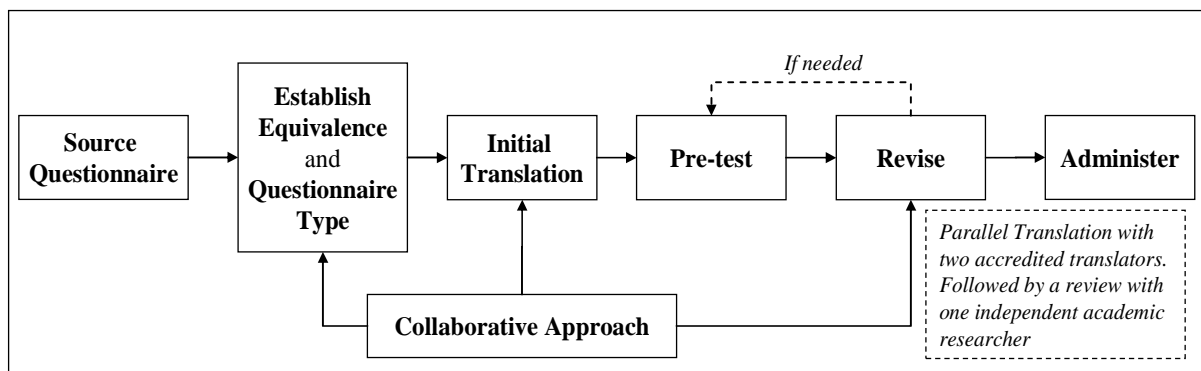 If needed
Source
Questionnaire
Establish
Equivalence
and
Questionnaire
Type
Initial
Translation
Pre-test
Revise
Administer
Collaborative Approach
Parallel Translation with
two accredited translators.
Followed by a review with
one independent academic
researcher